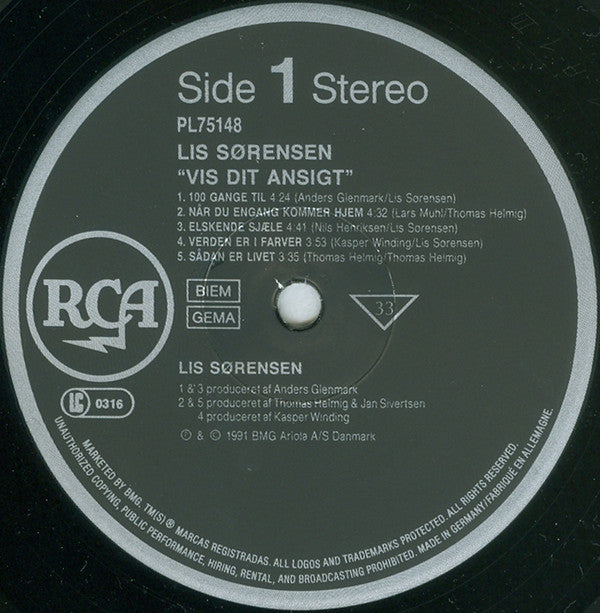 Side 1 Stereo
PL75148
LIS SØRENSEN
"VIS DIT ANSIGT"
1. 100 GANGE TIL 4:24 (Anders Glenmark/Lis Sørensen)
2. NÅR DU ENGANG KOMMER HJEM 4:32 (Lars Muhl/Thomas Helmig)
3. ELSKENDE SJÆLE 4:41 (Nils Henriksen/Lis Sørensen)
4. VERDEN ER I FARVER 3:53 (Kasper Winding/Lis Sørensen)
5. SÅDAN ER LIVET 3:35 (Thomas Helmig/Thomas Helmig)
RCA
BIEM
GEMA
33
LIS SØRENSEN
1 & 3 produceret af Anders Glenmark
2 & 5 produceret af Thomas Helmig & Jan Sivertsen
4 produceret af Kasper Winding
℗ & © 1991 BMG Ariola A/S Danmark
LC 0316
MARKETED BY BMG. TM(S) ® MARCAS REGISTRADAS. ALL LOGOS AND TRADEMARKS PROTECTED. ALL RIGHTS RESERVED.
UNAUTHORIZED COPYING, PUBLIC PERFORMANCE, HIRING, RENTAL, AND BROADCASTING PROHIBITED. MADE IN GERMANY/FABRIQUÉ EN ALLEMAGNE.